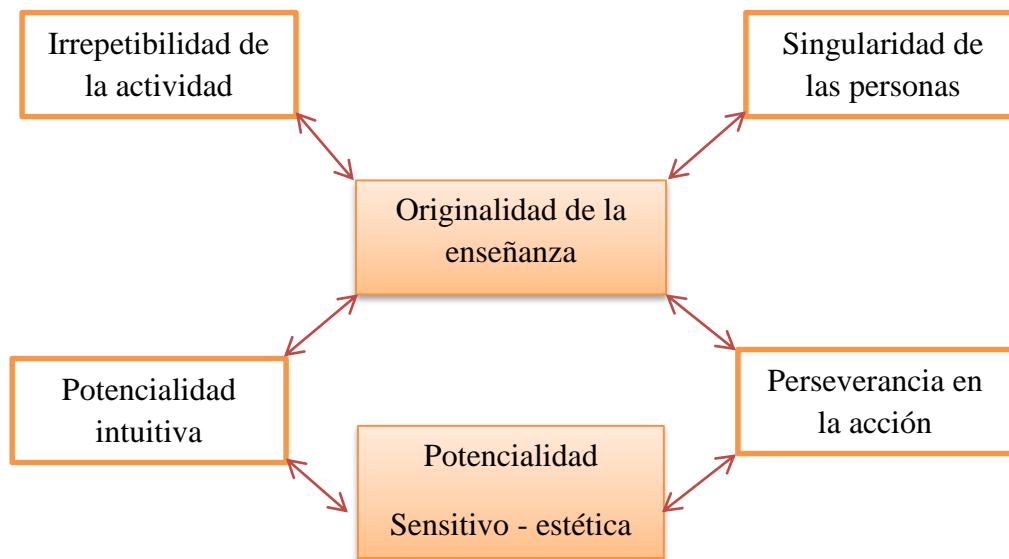 Irrepetibilidad de
la actividad
Singularidad de
las personas
Originalidad de la
enseñanza
Potencialidad
intuitiva
Perseverancia en
la acción
Potencialidad
Sensitivo - estética